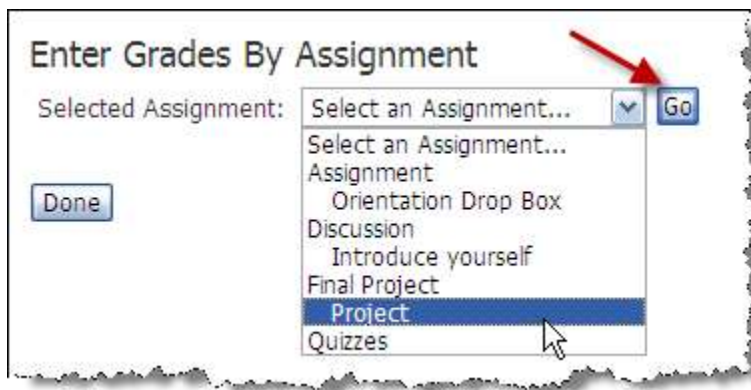 Enter Grades By Assignment
Selected Assignment: Select an Assignment... Go
Select an Assignment...
Assignment
Orientation Drop Box
Discussion
Introduce yourself
Final Project
Project
Quizzes
Done